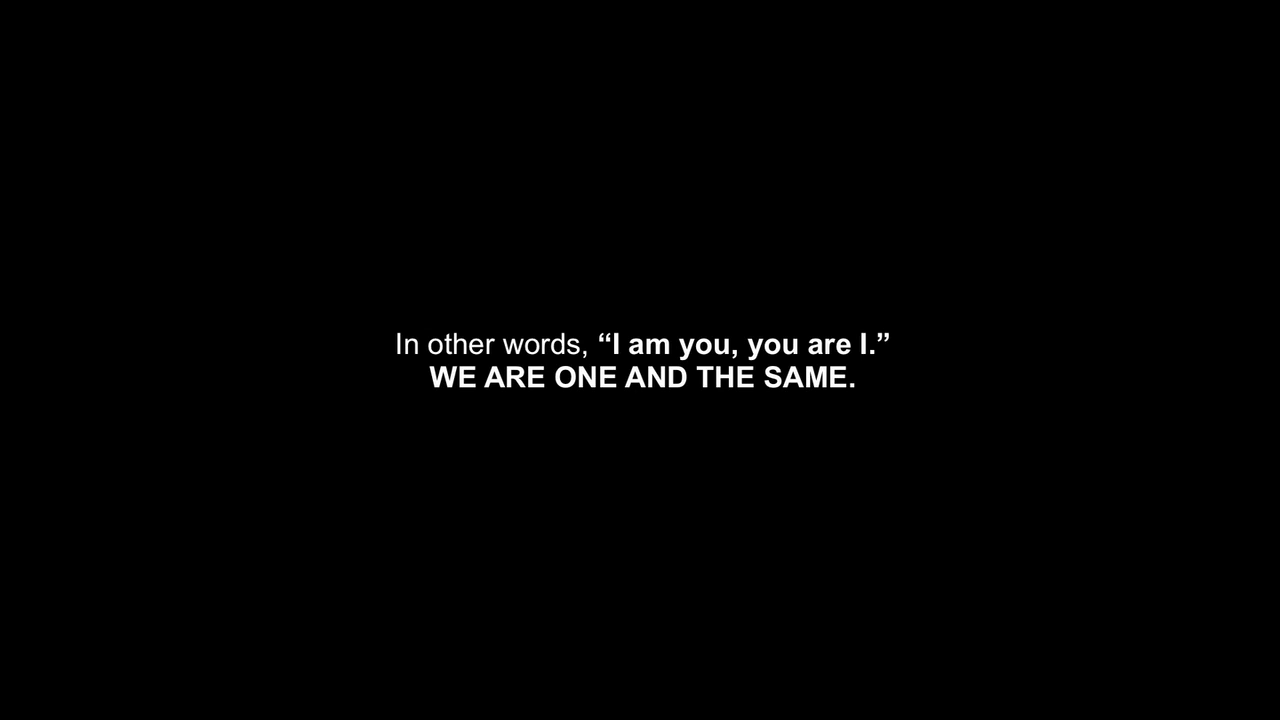 In other words, “I am you, you are I.”
WE ARE ONE AND THE SAME.